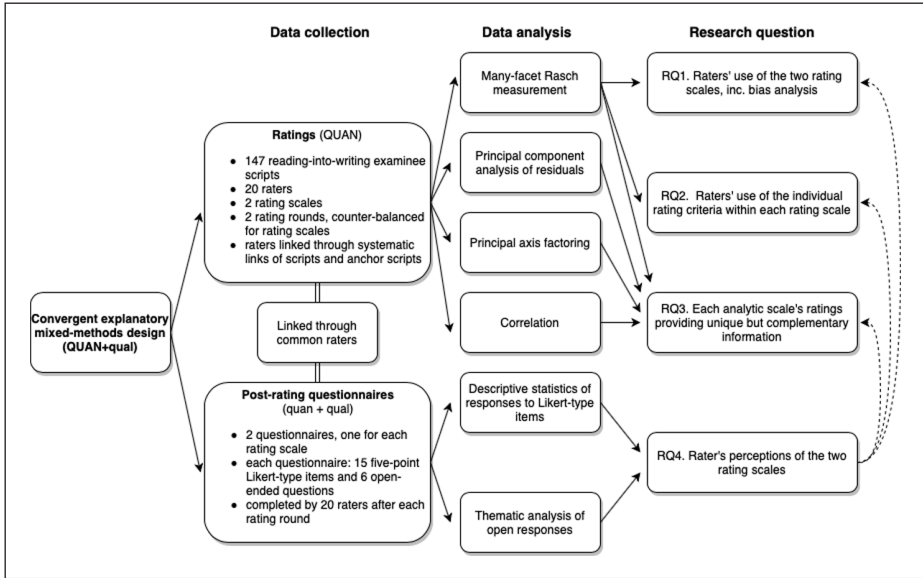 Data collection
Data analysis
Research question
Convergent explanatory
mixed-methods design
(QUAN+qual)
Ratings (QUAN)
• 147 reading-into-writing examinee
scripts
• 20 raters
• 2 rating scales
• 2 rating rounds, counter-balanced
for rating scales
• raters linked through systematic
links of scripts and anchor scripts
Linked through
common raters
Post-rating questionnaires
(quan + qual)
• 2 questionnaires, one for each
rating scale
• each questionnaire: 15 five-point
Likert-type items and 6 open-
ended questions
• completed by 20 raters after each
rating round
Many-facet Rasch
measurement
Principal component
analysis of residuals
Principal axis factoring
Correlation
Descriptive statistics of
responses to Likert-type
items
Thematic analysis of
open responses
RQ1. Raters' use of the two rating
scales, inc. bias analysis
RQ2. Raters' use of the individual
rating criteria within each rating scale
RQ3. Each analytic scale's ratings
providing unique but complementary
information
RQ4. Rater's perceptions of the two
rating scales